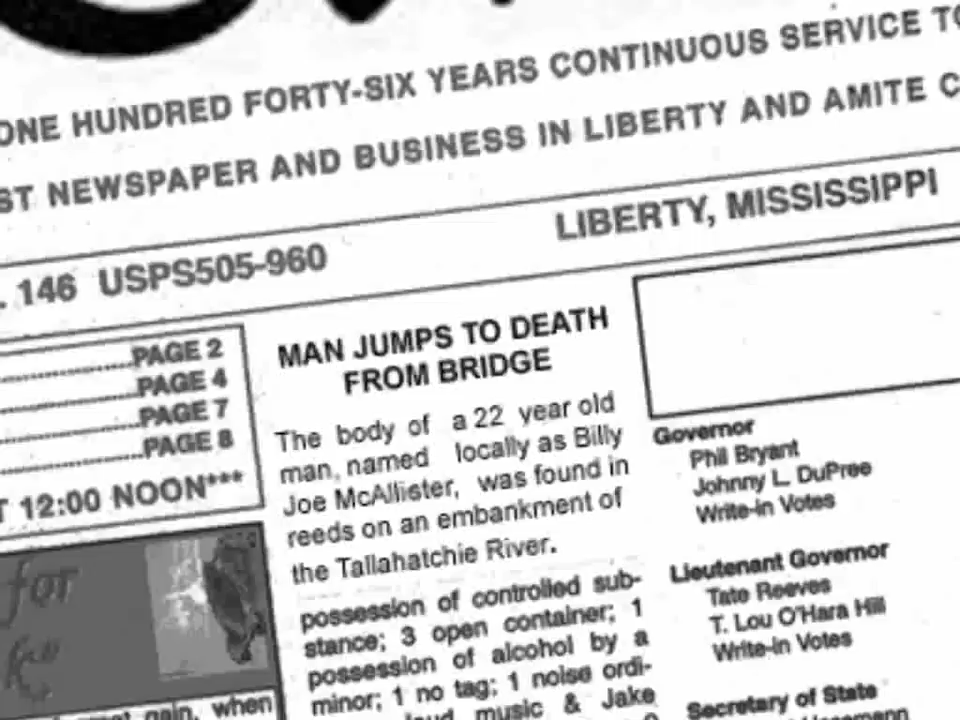 ONE HUNDRED FORTY-SIX YEARS CONTINUOUS SERVICE TO
ST NEWSPAPER AND BUSINESS IN LIBERTY AND AMITE C
. 146 USPS505-960
LIBERTY, MISSISSIPPI
PAGE 2
PAGE 4
PAGE 7
PAGE 8
T 12:00 NOON***
for
MAN JUMPS TO DEATH
FROM BRIDGE
The body of a 22 year old
man, named locally as Billy
Joe McAllister, was found in
reeds on an embankment of
the Tallahatchie River.
possession of controlled sub-
stance; 3 open container; 1
possession of alcohol by a
minor; 1 no tag; 1 noise ordi-
music & Jake
gain, when
Governor
Phil Bryant
Johnny L. DuPree
Write-in Votes
Lieutenant Governor
Tate Reeves
T. Lou O'Hara Hill
Write-in Votes
Secretary of State